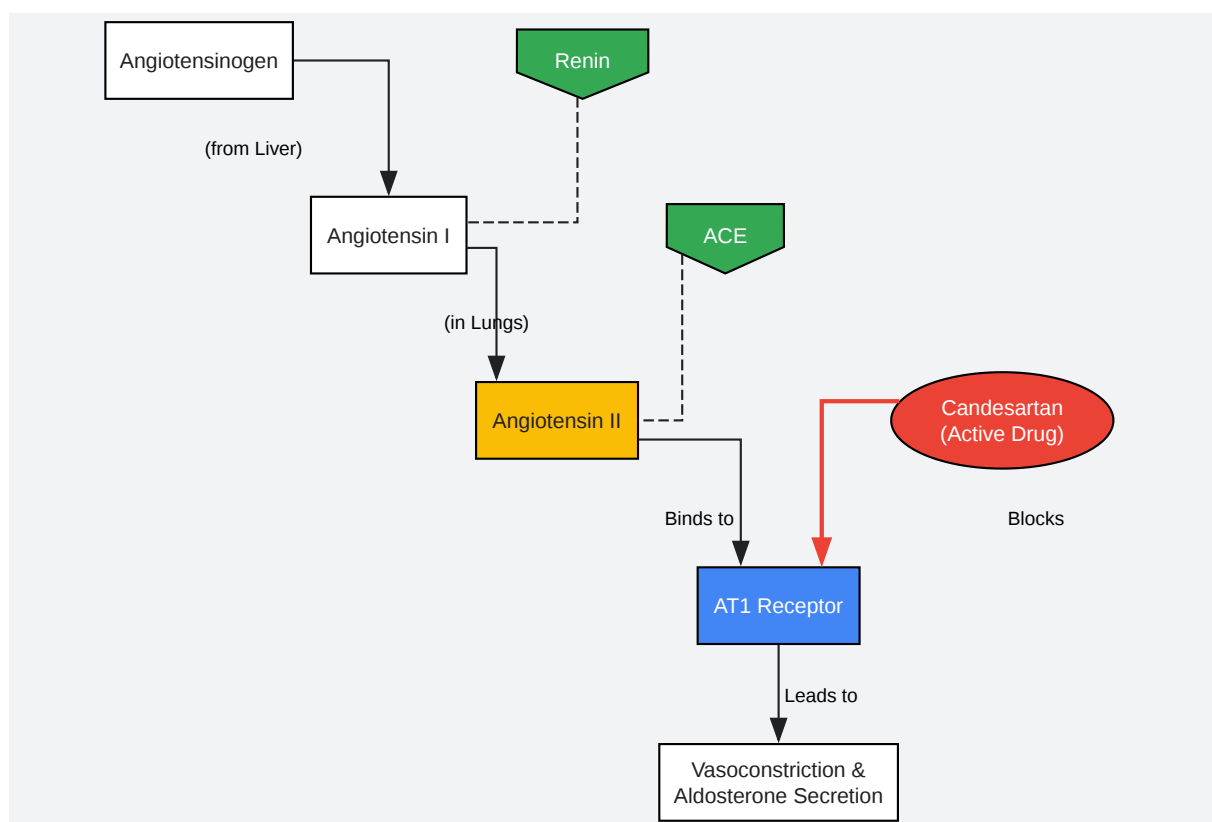 Angiotensinogen
Renin
(from Liver)
Angiotensin I
ACE
(in Lungs)
Angiotensin II
Candesartan
(Active Drug)
Binds to
Blocks
AT1 Receptor
Leads to
Vasoconstriction &
Aldosterone Secretion